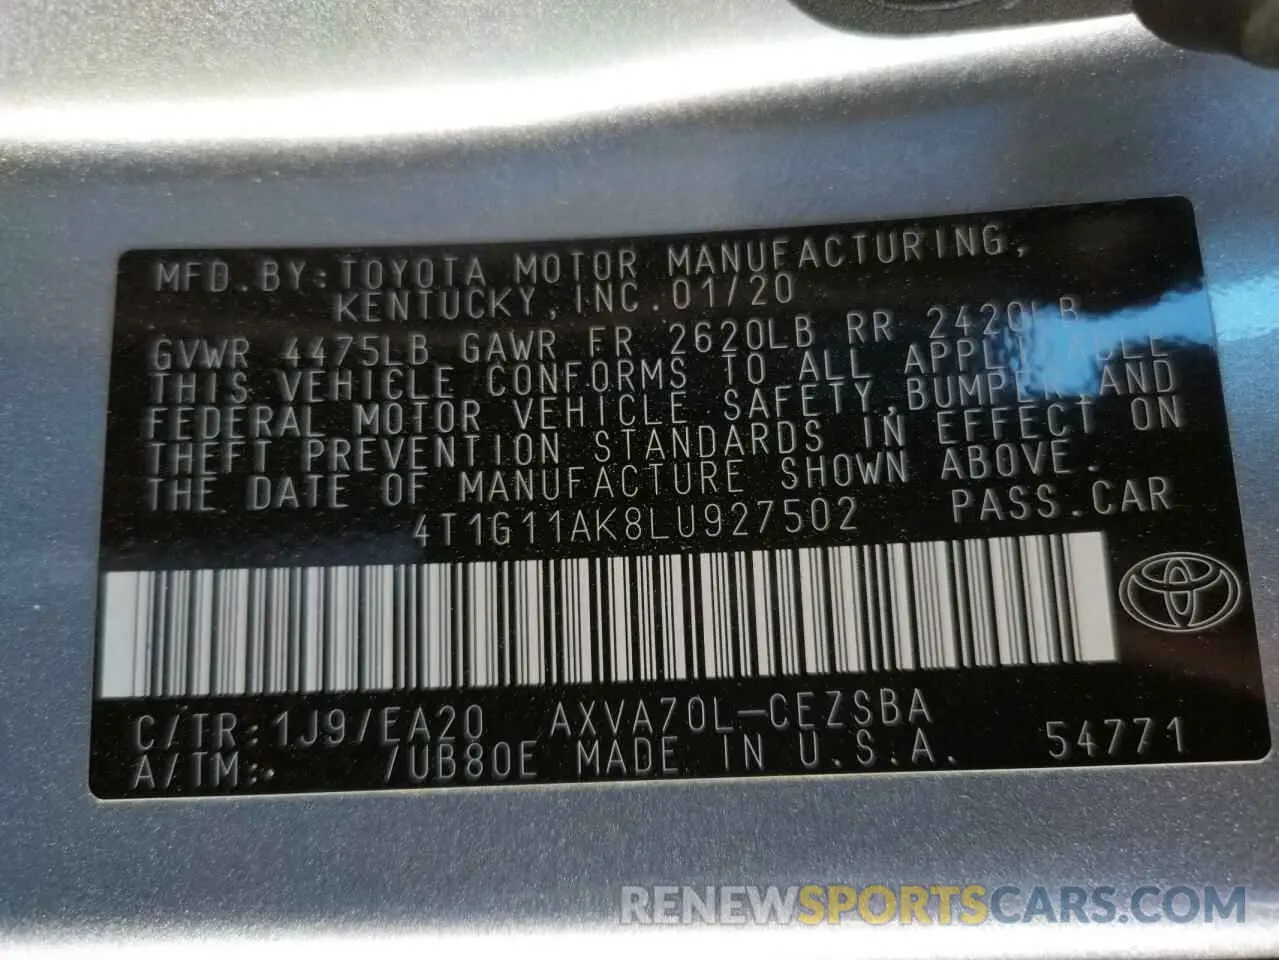 MFD.BY:TOYOTA MOTOR MANUFACTURING,
KENTUCKY,INC.01/20
GVWR 4475LB GAWR FR 2620LB RR 2420LB
THIS VEHICLE CONFORMS TO ALL APPLICABLE
FEDERAL MOTOR VEHICLE SAFETY,BUMPER,AND
THEFT PREVENTION STANDARDS IN EFFECT ON
THE DATE OF MANUFACTURE SHOWN ABOVE.
4T1G11AK8LU927502 PASS.CAR
C/TR:1J9/EA20 AXVA70L-CEZSBA
A/TM: /UB80E MADE IN U.S.A. 54771
RENEWSPORTSCARS.COM